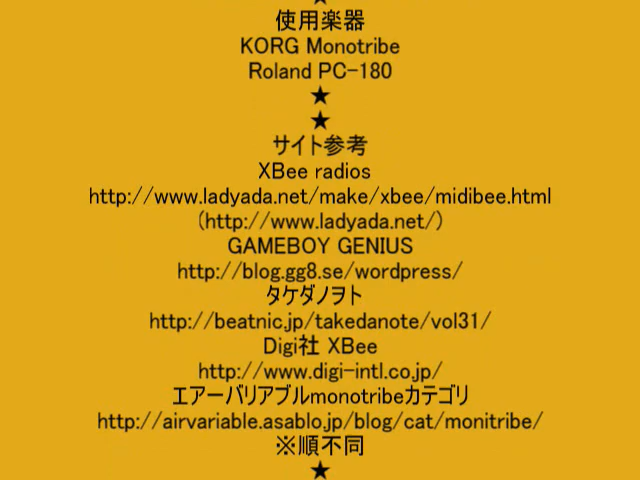 ★
使用楽器
KORG Monotribe
Roland PC-180
★
★
サイト参考
XBee radios
http://www.ladyada.net/make/xbee/midibee.html
(http://www.ladyada.net/)
GAMEBOY GENIUS
http://blog.gg8.se/wordpress/
タケダノヲト
http://beatnic.jp/takedanote/vol31/
Digi社 XBee
http://www.digi-intl.co.jp/
エアーバリアブルmonotribeカテゴリ
http://airvariable.asablo.jp/blog/cat/monitribe/
※順不同
★